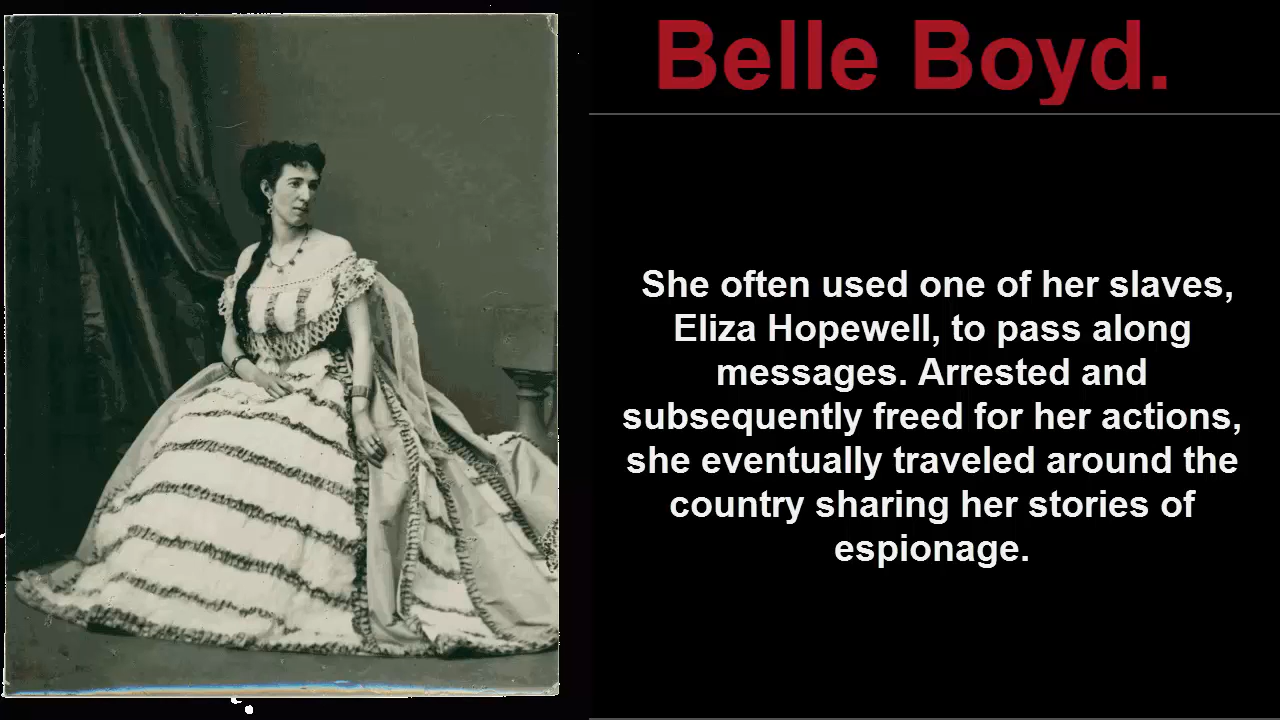 Belle Boyd.
She often used one of her slaves,
Eliza Hopewell, to pass along
messages. Arrested and
subsequently freed for her actions,
she eventually traveled around the
country sharing her stories of
espionage.